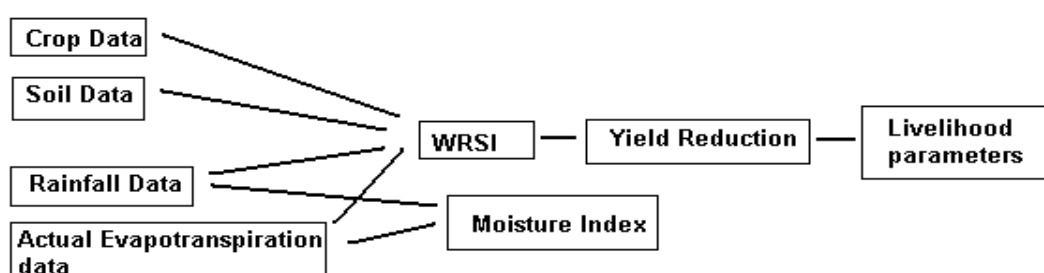 Crop Data
Soil Data
Rainfall Data
Actual Evapotranspiration
data
WRSI
Moisture Index
Yield Reduction
Livelihood
parameters